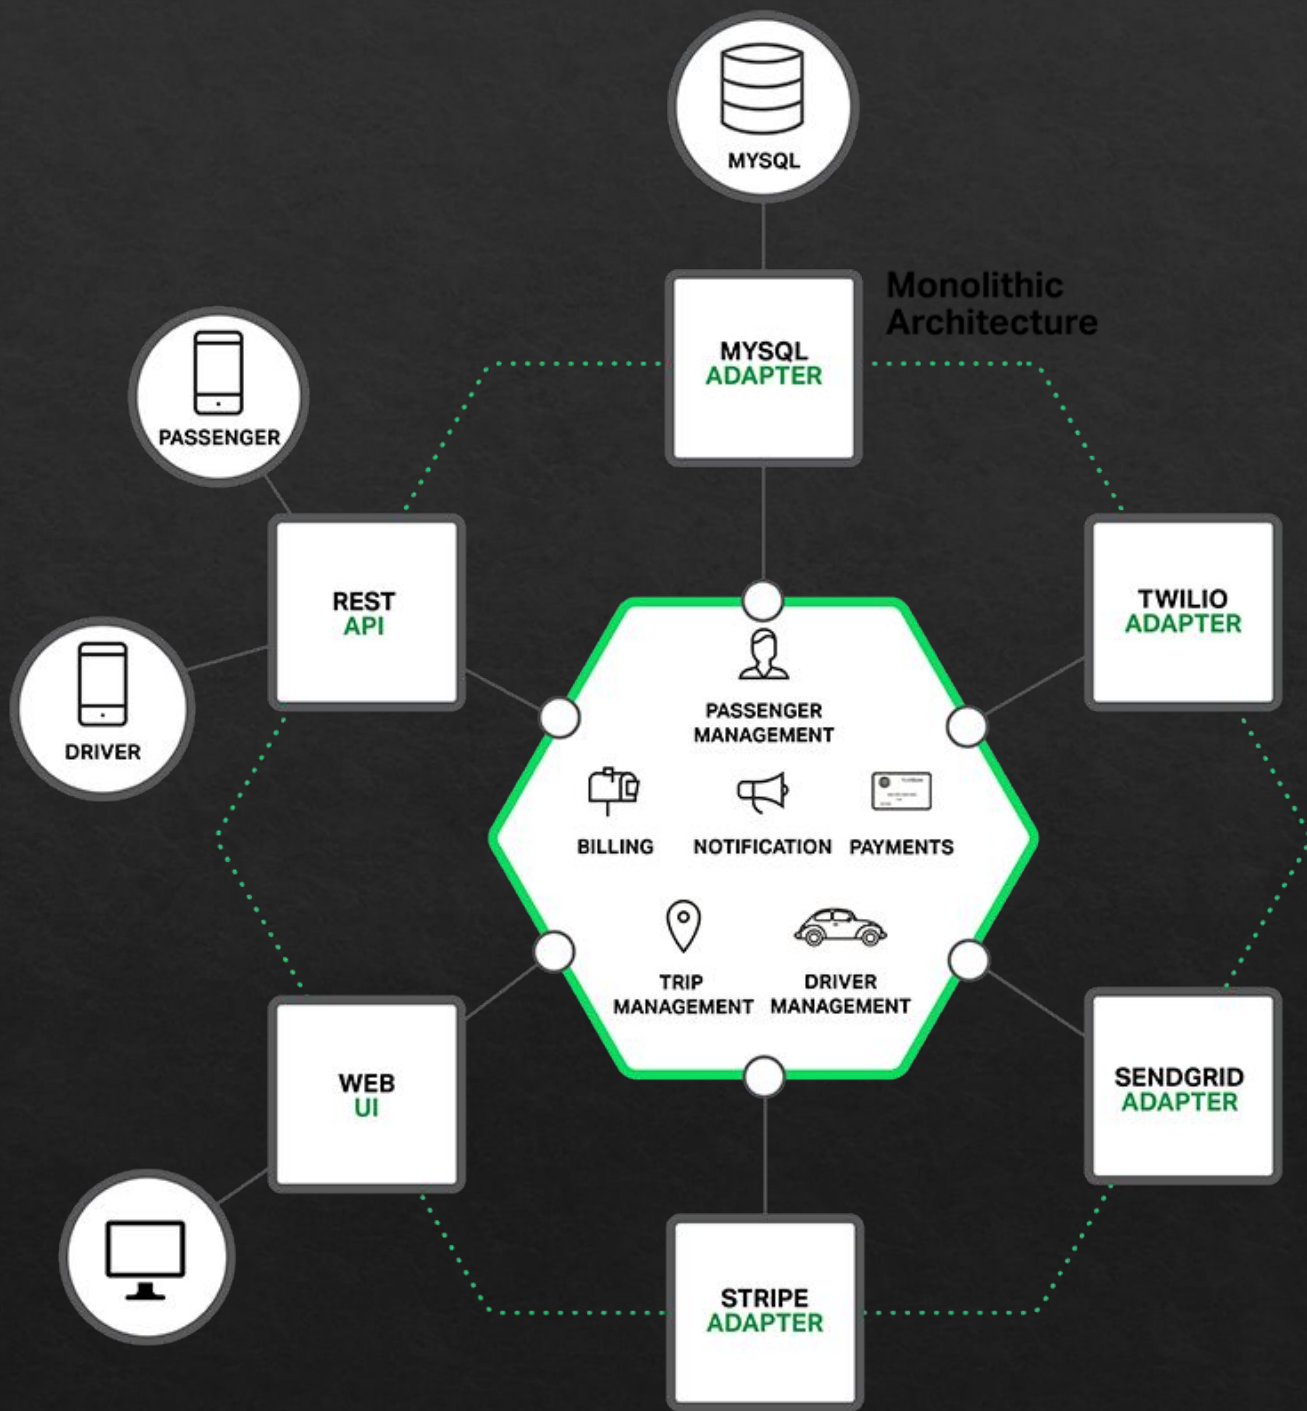 MYSQL
Monolithic
Architecture
MYSQL
ADAPTER
PASSENGER
REST
API
TWILIO
ADAPTER
DRIVER
PASSENGER
MANAGEMENT
BILLING
NOTIFICATION
PAYMENTS
TRIP
MANAGEMENT
DRIVER
MANAGEMENT
WEB
UI
SENDGRID
ADAPTER
STRIPE
ADAPTER